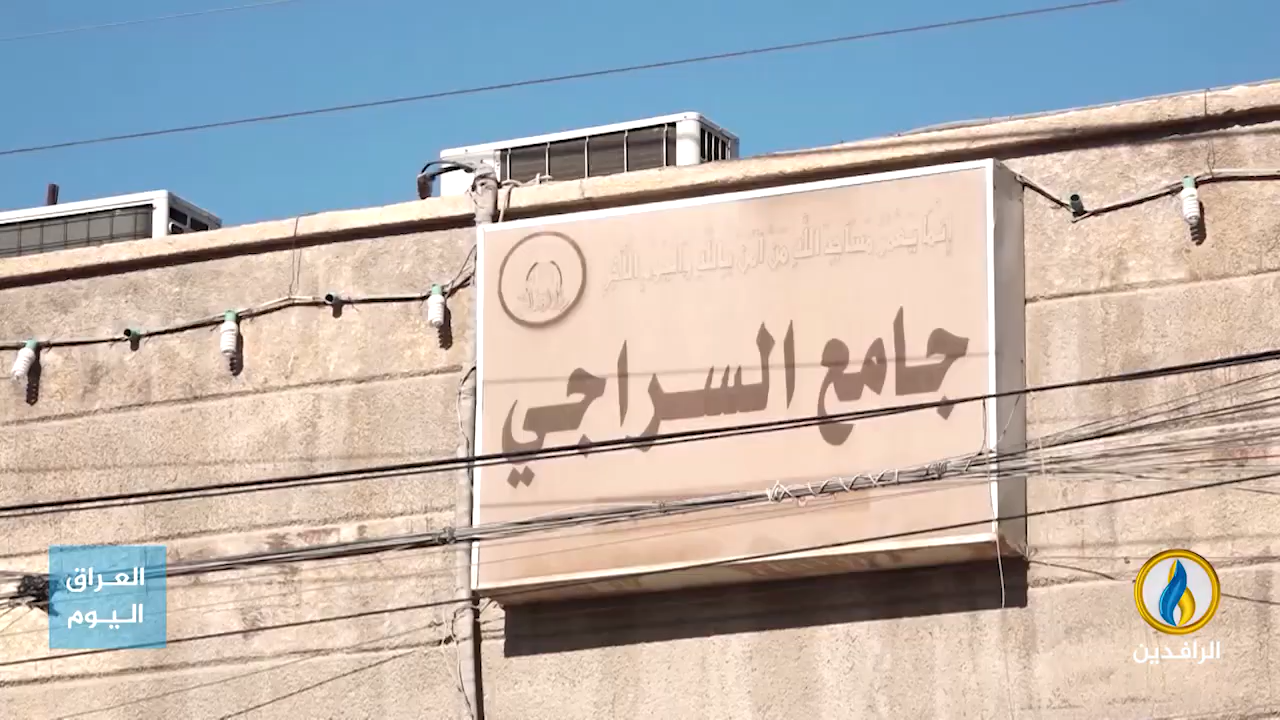 إنما يعمر مساجد الله من آمن بالله واليوم الآخر
جامع السراجي
العراق
اليوم
الرافدين